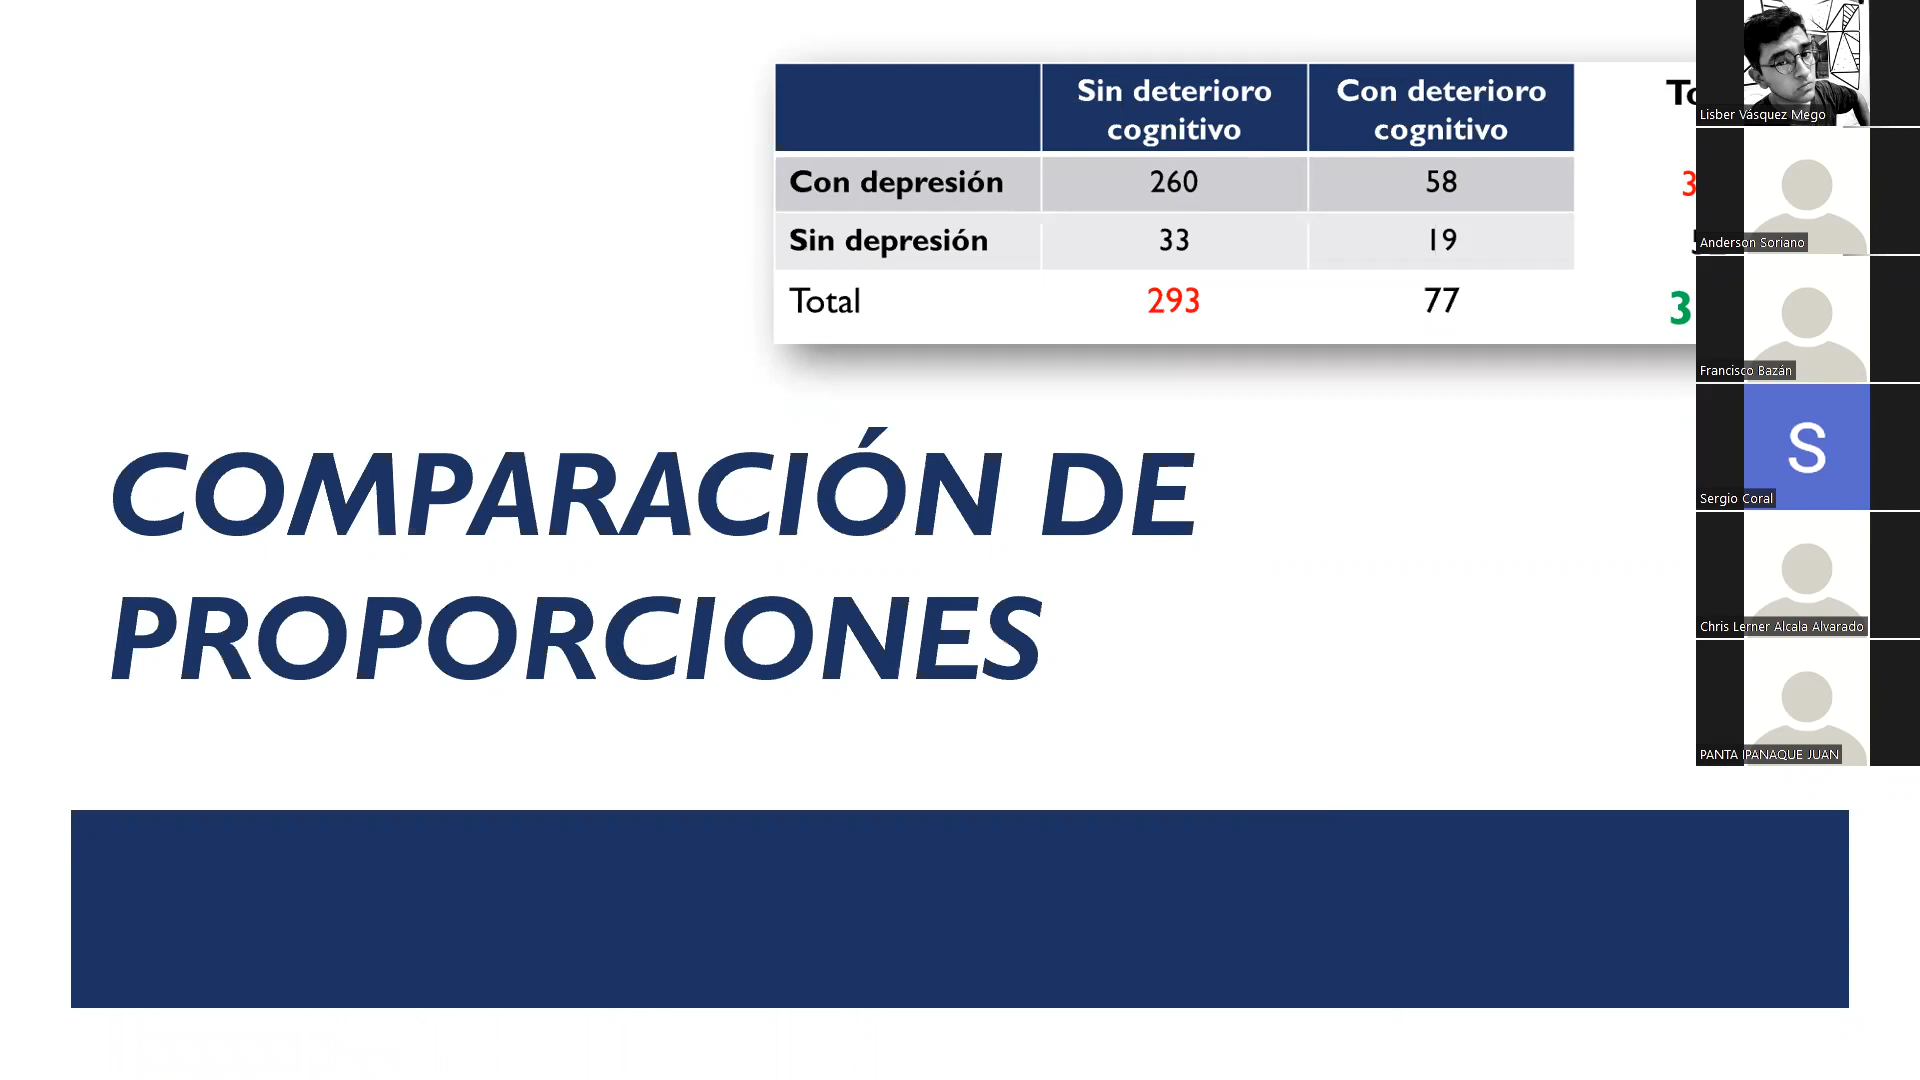 Sin deterioro cognitivo
Con deterioro cognitivo
Con depresión 260 58
Sin depresión 33 19
Total 293 77
COMPARACIÓN DE
PROPORCIONES
Lisber Vásquez Mego
Anderson Soriano
Francisco Bazán
S
Sergio Coral
Chris Lerner Alcala Alvarado
PANTA IPANAQUE JUAN